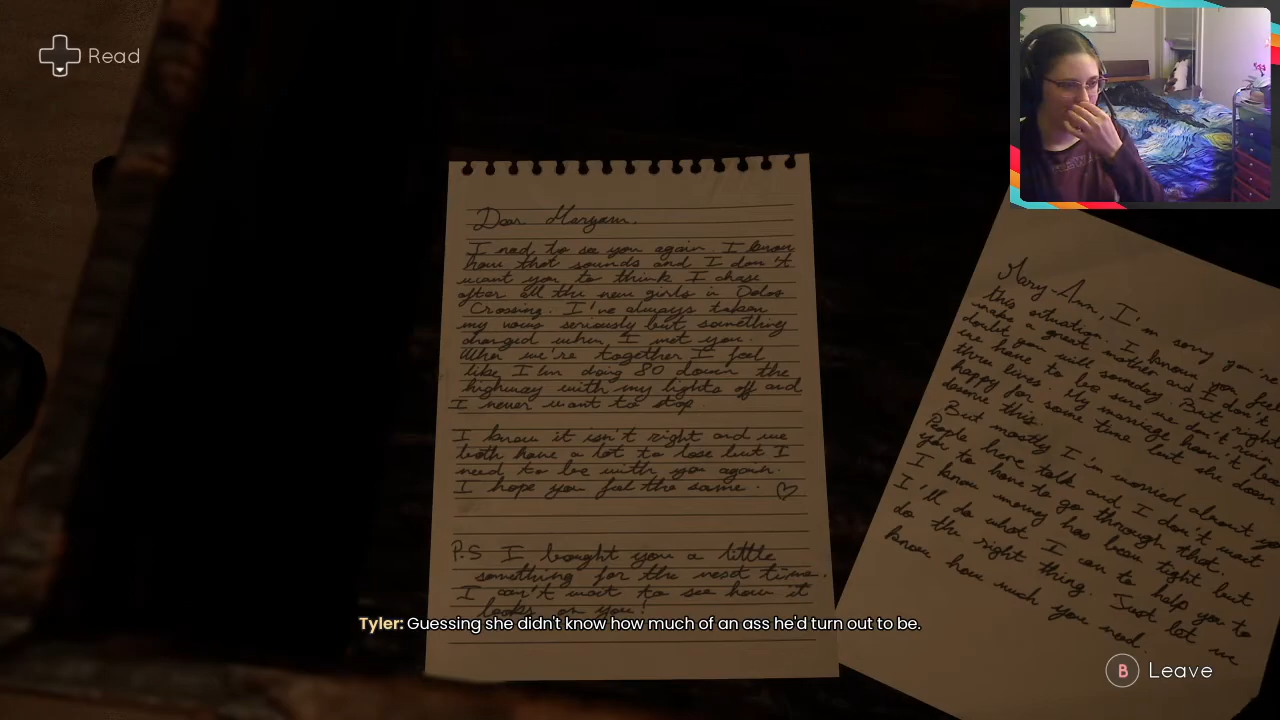 Read
Dear Maryann,
I need to see you again. I know
how that sounds and I don't
want you to think I chase
after all the new girls in Delos
Crossing. I've always taken
my vows seriously but something
changed when I met you.
When we're together I feel
like I'm doing 80 down the
highway with my lights off and
I never want to stop.
I know it isn't right and we
both have a lot to lose but I
need to be with you again.
I hope you feel the same.
P.S I bought you a little
something for the next time.
I can't wait to see how it
looks on you!
Mary-Ann, I'm sorry you're
this situation. I know you feel
make a great mother and I don't
doubt you will someday. But right
we have to be sure we don't ruin
three lives. My marriage hasn't been
happy for some time but she doesn
deserve this.
But mostly I'm worried about you
People here talk and I don't want
you to have to go through that.
I know money has been tight but
I'll do what I can to help you to
do the right thing. Just let me
know how much you need.
Tyler: Guessing she didn't know how much of an ass he'd turn out to be.
B Leave